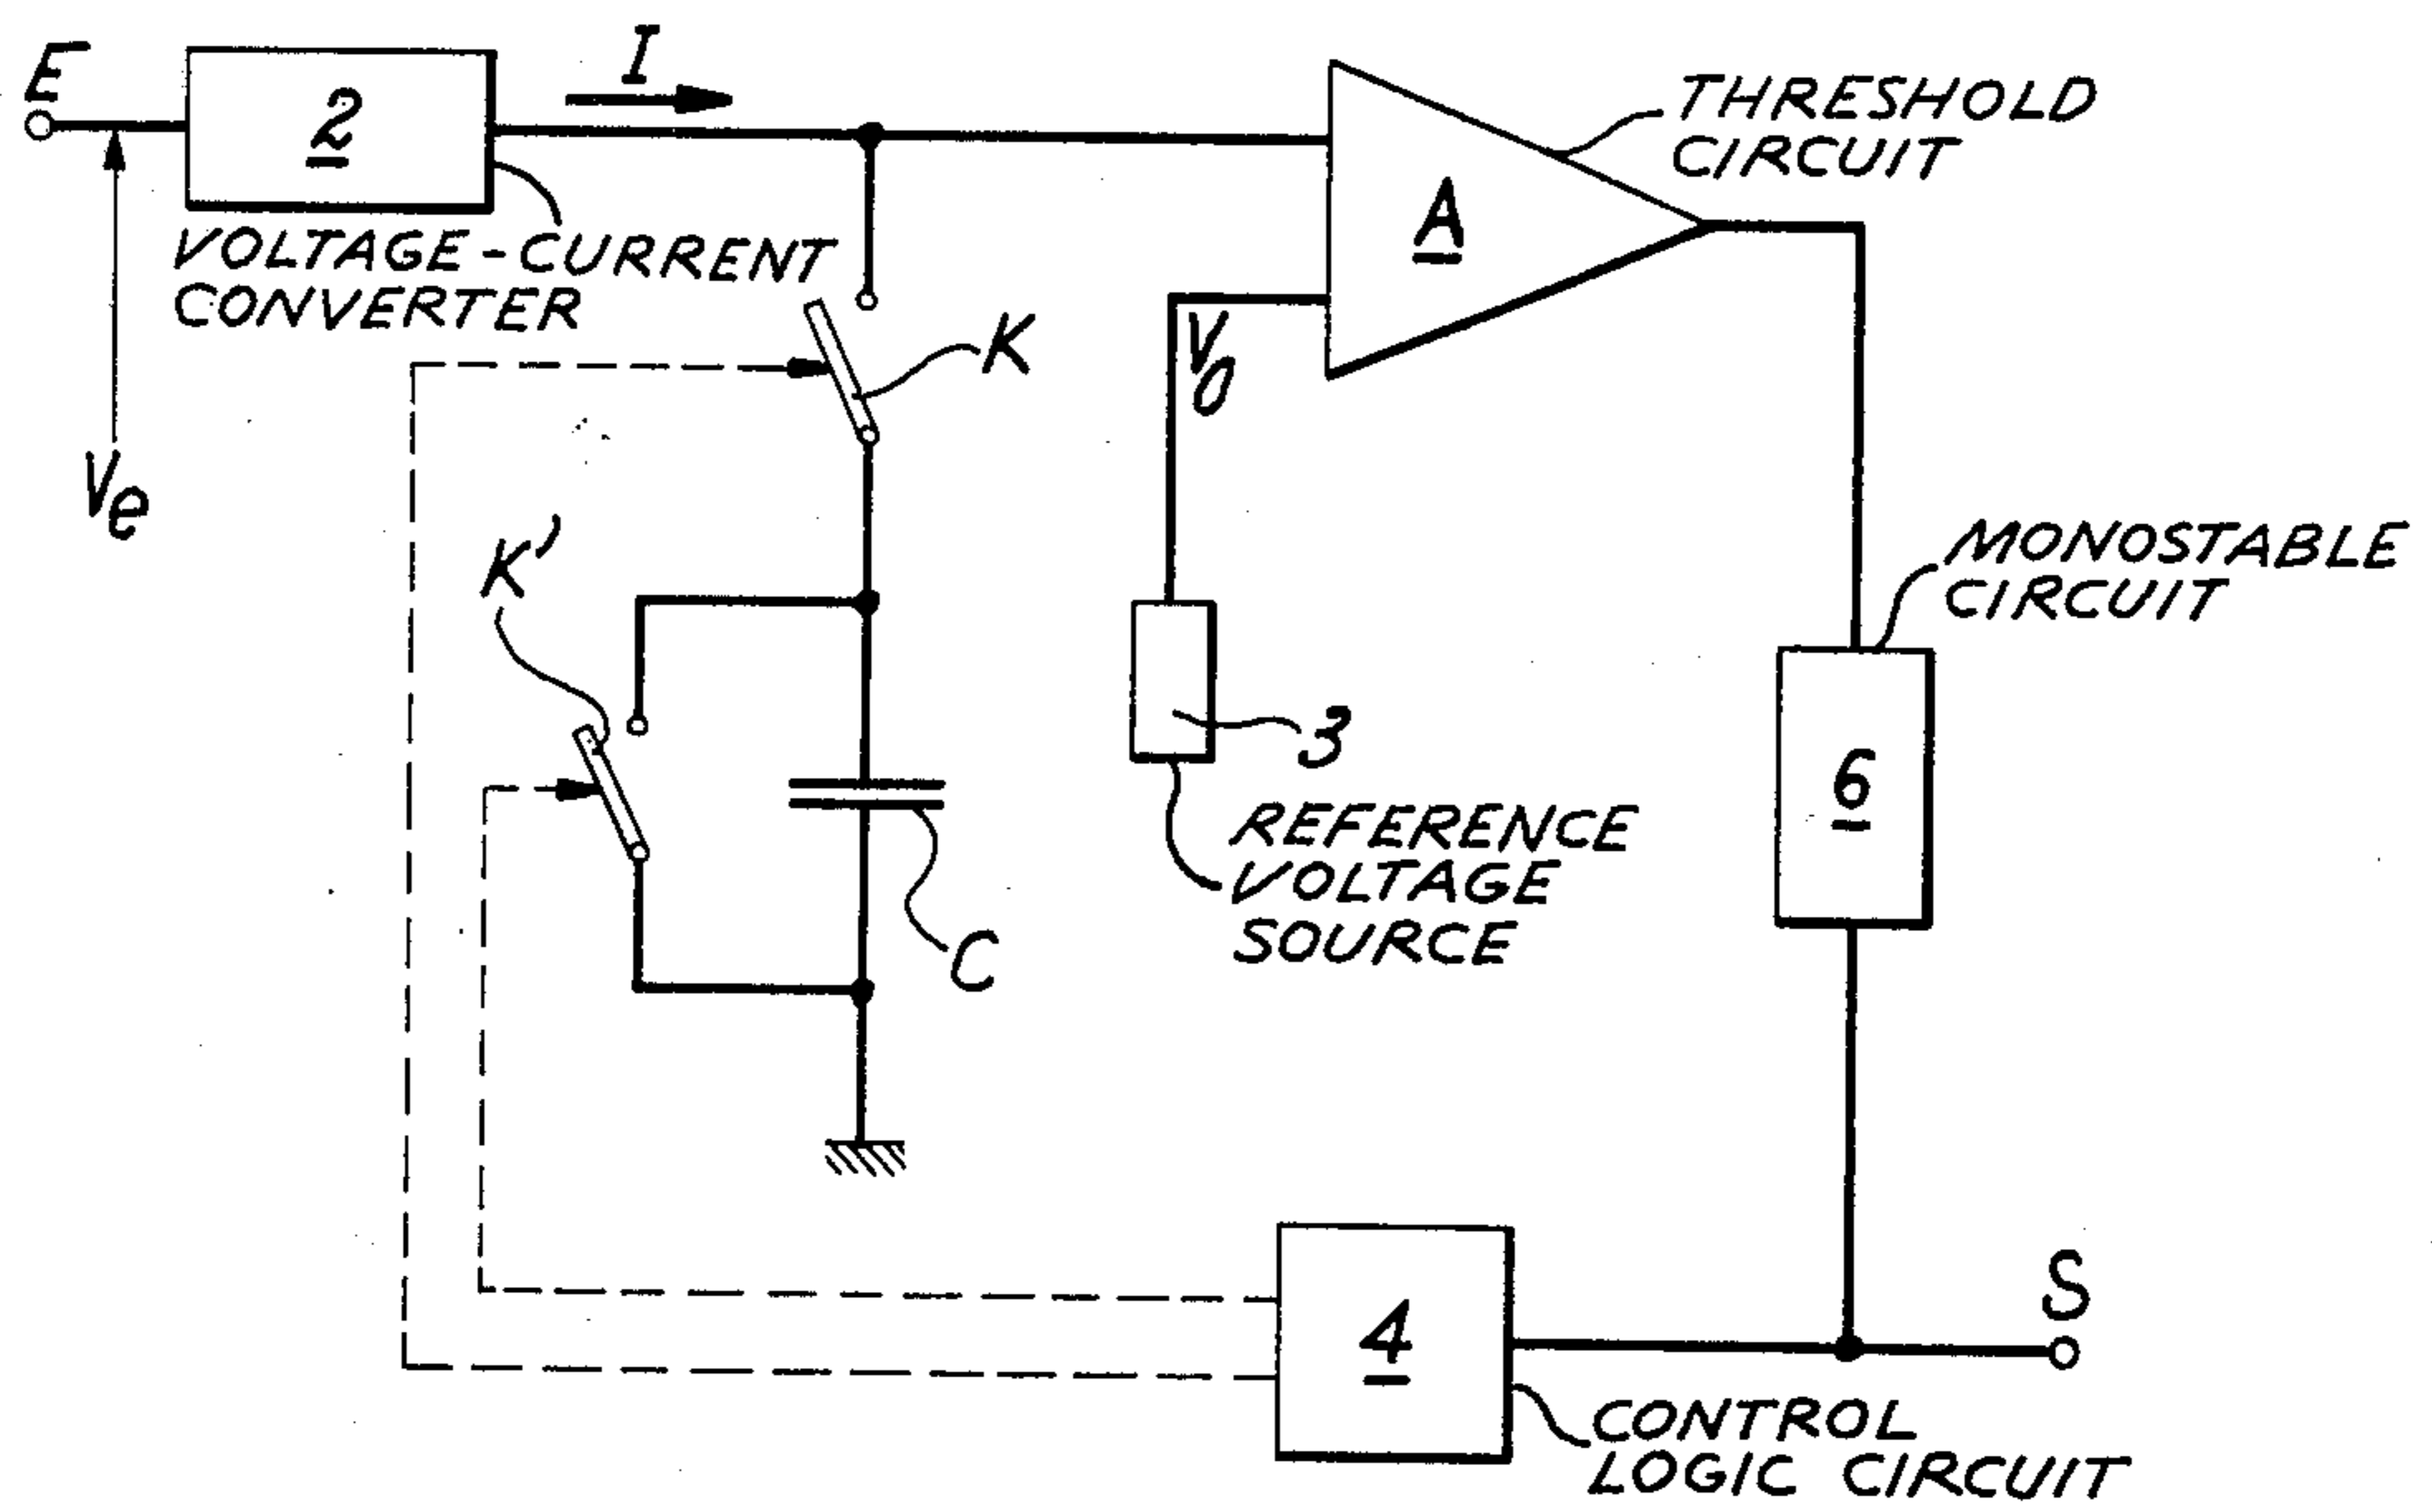 E
2
I
VOLTAGE-CURRENT
CONVERTER
Ve
A
THRESHOLD
CIRCUIT
K
V0
K'
C
3
REFERENCE
VOLTAGE
SOURCE
MONOSTABLE
CIRCUIT
6
4
S
CONTROL
LOGIC CIRCUIT